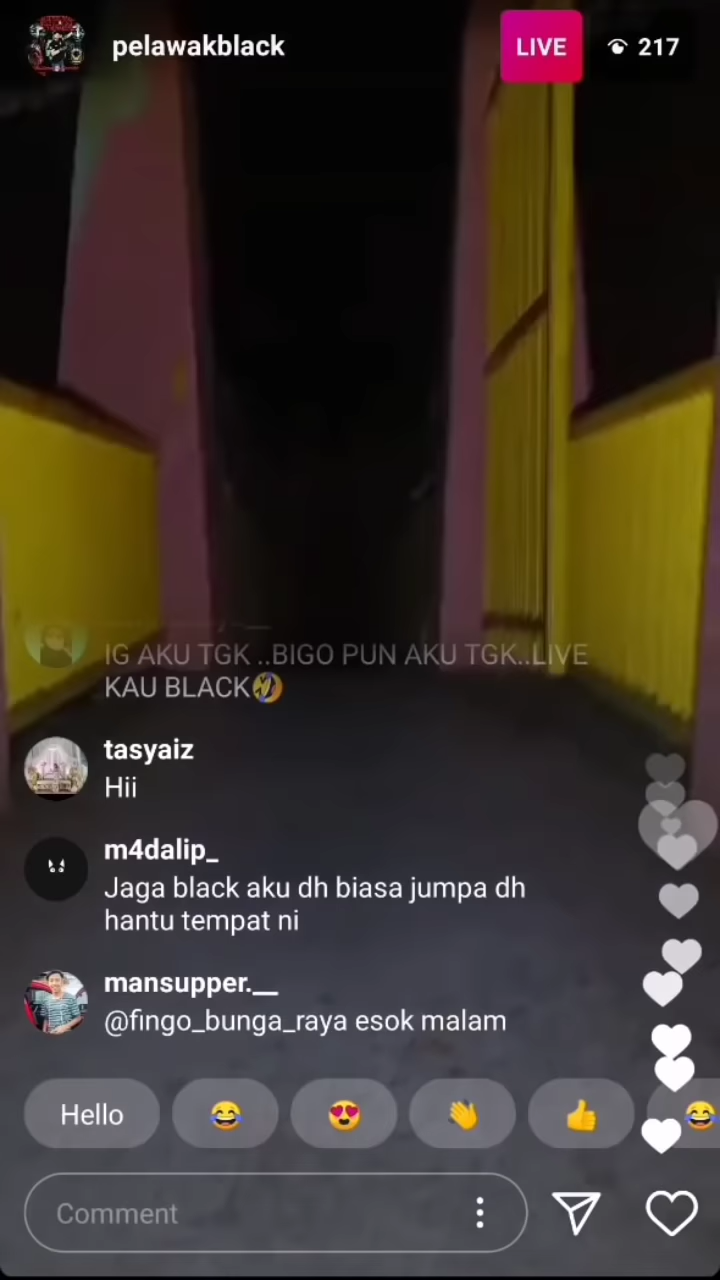 pelawakblack
LIVE
217
IG AKU TGK ..BIGO PUN AKU TGK..LIVE
KAU BLACK🤣
tasyaiz
Hii
m4dalip_
Jaga black aku dh biasa jumpa dh
hantu tempat ni
mansupper.__
@fingo_bunga_raya esok malam
Hello 😂 😍 👏 👍 😂
Comment